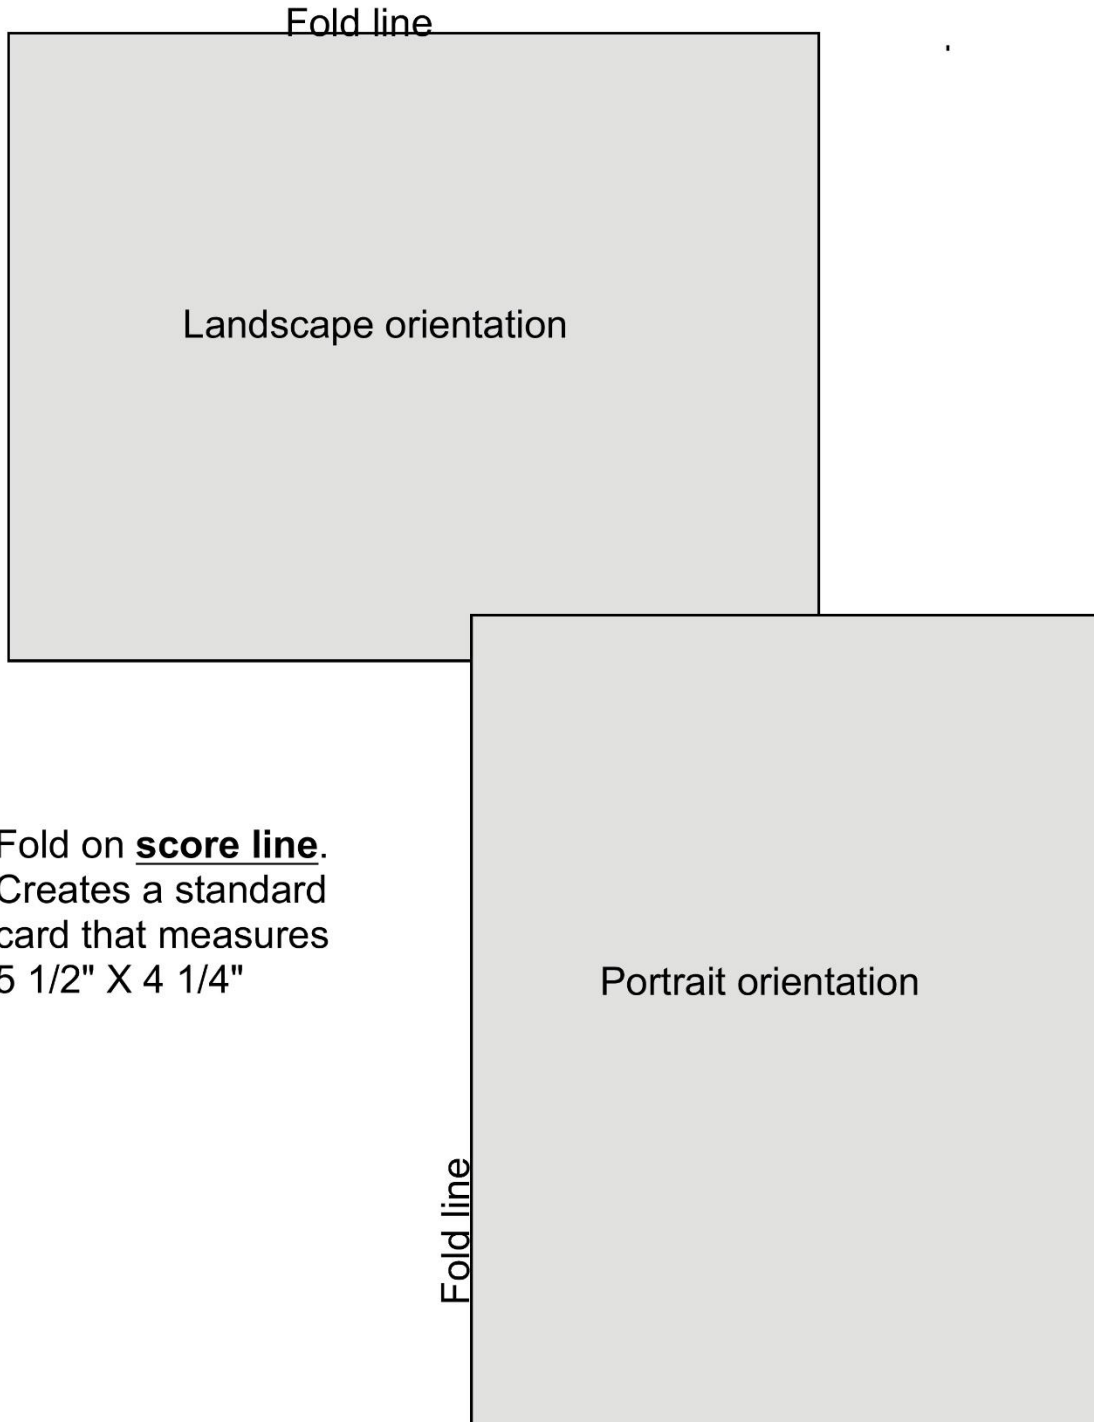 Fold line
Landscape orientation
Fold on score line.
Creates a standard
card that measures
5 1/2" X 4 1/4"
Portrait orientation
Fold line